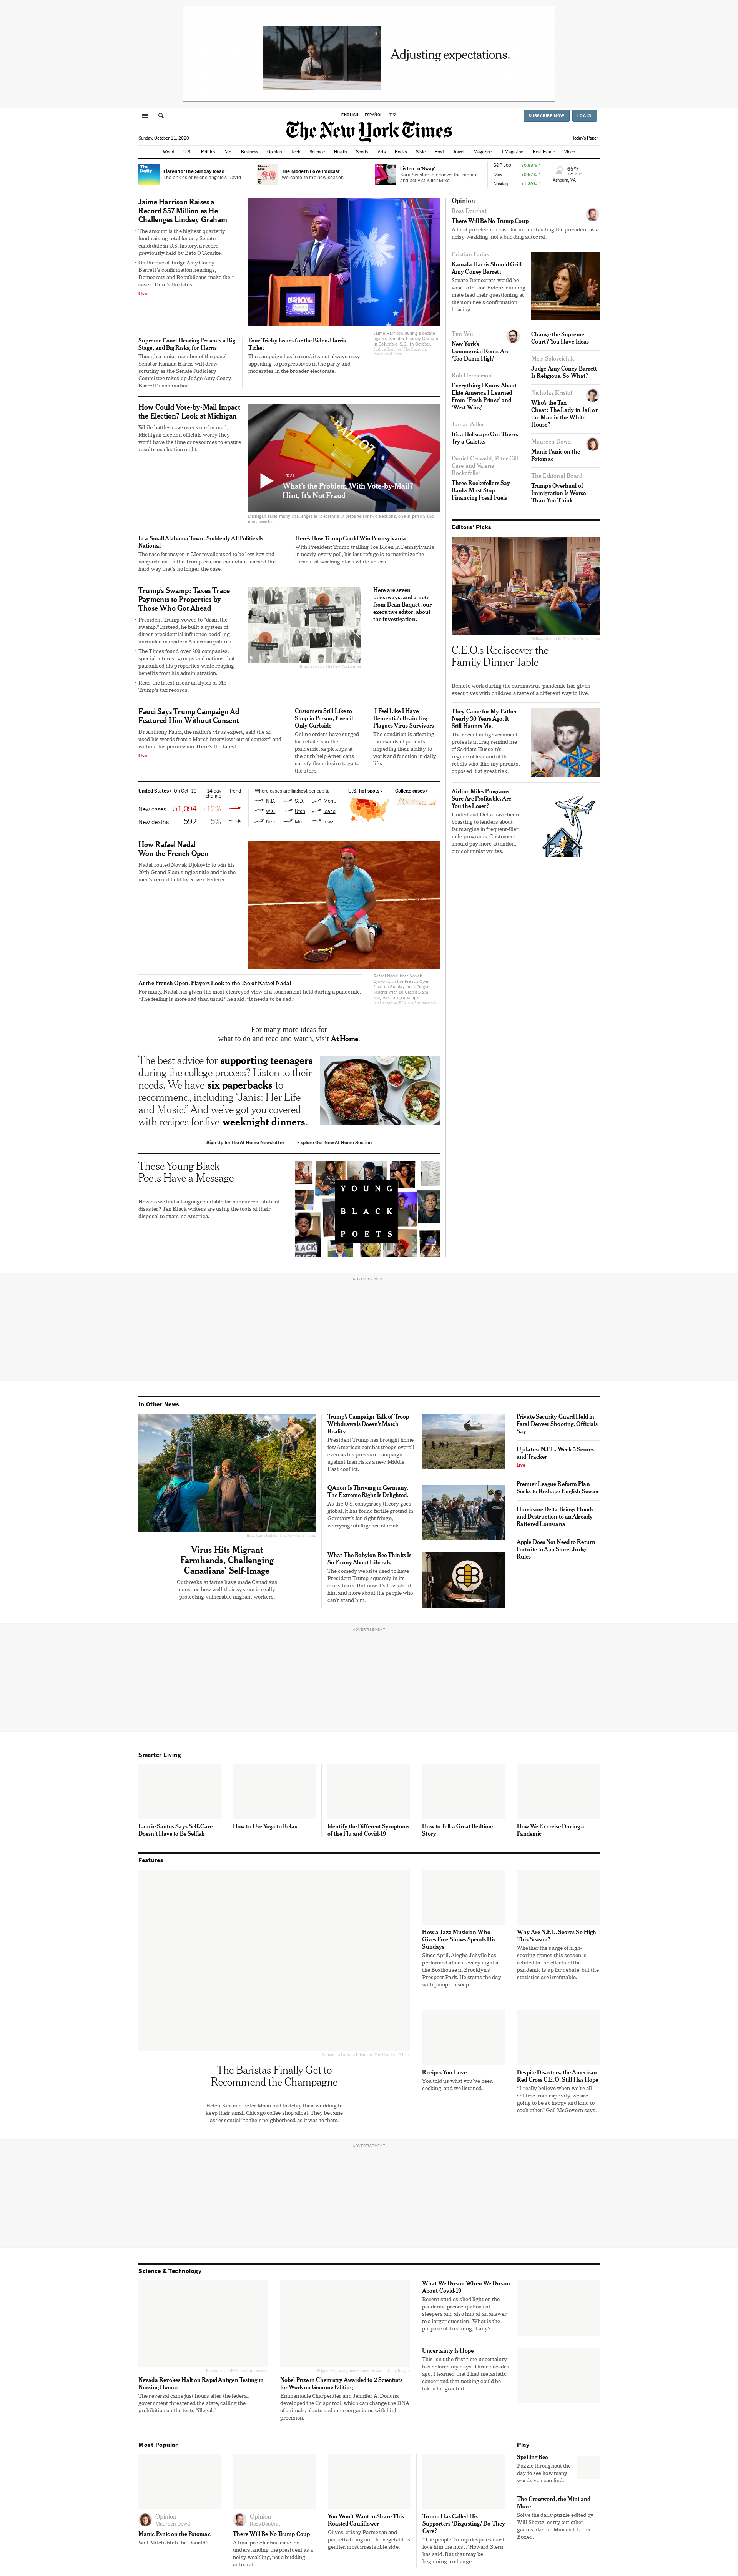 Adjusting expectations.
ENGLISH ESPAÑOL 中文
SUBSCRIBE NOW LOG IN
The New York Times
Sunday, October 11, 2020
Today's Paper
World U.S. Politics N.Y. Business Opinion Tech Science Health Sports Arts Books Style Food Travel Magazine T Magazine Real Estate Video
The Daily
Listen to 'The Sunday Read'
The ankles of Michelangelo's David.
The Modern Love Podcast
Welcome to the new season.
Listen to 'Sway'
Kara Swisher interviews the rapper
and activist Killer Mike.
S&P 500 +0.88% ↑
Dow +0.57% ↑
Nasdaq +1.39% ↑
65°F
Ashburn, VA
Jaime Harrison Raises a
Record $57 Million as He
Challenges Lindsey Graham
The amount is the highest quarterly
fund-raising total for any Senate
candidate in U.S. history, a record
previously held by Beto O'Rourke.
On the eve of Judge Amy Coney
Barrett's confirmation hearings,
Democrats and Republicans make their
cases. Here's the latest.
Live
Jaime Harrison during a debate
against Senator Lindsey Graham
in Columbia, S.C., in October.
Supreme Court Hearing Presents a Big
Stage, and Big Risks, for Harris
Though a junior member of the panel,
Senator Kamala Harris will draw
scrutiny as the Senate Judiciary
Committee takes up Judge Amy Coney
Barrett's nomination.
Four Tricky Issues for the Biden-Harris
Ticket
The campaign has learned it's not always easy
appealing to progressives in the party and
moderates in the broader electorate.
How Could Vote-by-Mail Impact
the Election? Look at Michigan
While battles rage over vote-by-mail,
Michigan election officials worry they
won't have the time or resources to ensure
results on election night.
BALLOT
14:21
What's the Problem With Vote-by-Mail?
Hint, It's Not Fraud
In a Small Alabama Town, Suddenly All Politics Is
National
The race for mayor in Montevallo used to be low-key and
nonpartisan. In the Trump era, one candidate learned the
hard way that's no longer the case.
Here's How Trump Could Win Pennsylvania
With President Trump trailing Joe Biden in Pennsylvania
in nearly every poll, his last refuge is to maximize the
turnout of working-class white voters.
Trump's Swamp: Taxes Trace
Payments to Properties by
Those Who Got Ahead
President Trump vowed to "drain the
swamp." Instead, he built a system of
direct presidential influence-peddling
unrivaled in modern American politics.
The Times found over 200 companies,
special interest groups and nations that
patronized his properties while reaping
benefits from his administration.
Read the latest in our analysis of Mr.
Trump's tax records.
Here are seven
takeaways, and a note
from Dean Baquet, our
executive editor, about
the investigation.
Fauci Says Trump Campaign Ad
Featured Him Without Consent
Dr. Anthony Fauci, the nation's virus expert, said the ad
used his words from a March interview "out of context" and
without his permission. Here's the latest.
Live
Customers Still Like to
Shop in Person, Even if
Only Curbside
Online orders have surged
for retailers in the
pandemic, as pickups at
the curb help Americans
satisfy their desire to go to
the store.
'I Feel Like I Have
Dementia': Brain Fog
Plagues Virus Survivors
The condition is affecting
thousands of patients,
impeding their ability to
work and function in daily
life.
United States › On Oct. 10 14-day change Trend
New cases 51,094 +12%
New deaths 592 –5%
Where cases are highest per capita
N.D. S.D. Mont.
Wis. Utah Idaho
Neb. Mo. Iowa
U.S. hot spots ›
College cases ›
How Rafael Nadal
Won the French Open
Nadal routed Novak Djokovic to win his
20th Grand Slam singles title and tie the
men's record held by Roger Federer.
Rafael Nadal beat Novak
Djokovic in the French Open
final on Sunday to tie Roger
Federer with 20 Grand Slam
singles championships.
At the French Open, Players Look to the Tao of Rafael Nadal
For many, Nadal has given the most clear-eyed view of a tournament held during a pandemic.
"The feeling is more sad than usual," he said. "It needs to be sad."
For many more ideas for
what to do and read and watch, visit At Home.
The best advice for supporting teenagers
during the college process? Listen to their
needs. We have six paperbacks to
recommend, including "Janis: Her Life
and Music." And we've got you covered
with recipes for five weeknight dinners.
Sign Up for the At Home Newsletter
Explore Our New At Home Section
These Young Black
Poets Have a Message
How do we find a language suitable for our current state of
disaster? Ten Black writers are using the tools at their
disposal to examine America.
YOUNG
BLACK
POETS
Opinion
Ross Douthat
There Will Be No Trump Coup
A final pre-election case for understanding the president as a
noisy weakling, not a budding autocrat.
Cristian Farias
Kamala Harris Should Grill
Amy Coney Barrett
Senate Democrats would be
wise to let Joe Biden's running
mate lead their questioning at
the nominee's confirmation
hearing.
Tim Wu
New York's
Commercial Rents Are
'Too Damn High'
Rob Henderson
Everything I Know About
Elite America I Learned
From 'Fresh Prince' and
'West Wing'
Tamar Adler
It's a Hellscape Out There.
Try a Galette.
Daniel Growald, Peter Gill
Case and Valerie
Rockefeller
Three Rockefellers Say
Banks Must Stop
Financing Fossil Fuels
Change the Supreme
Court? You Have Ideas
Meir Soloveichik
Judge Amy Coney Barrett
Is Religious. So What?
Nicholas Kristof
Who's the Tax
Cheat: The Lady in Jail or
the Man in the White
House?
Maureen Dowd
Manic Panic on the
Potomac
The Editorial Board
Trump's Overhaul of
Immigration Is Worse
Than You Think
Editors' Picks
C.E.O.s Rediscover the
Family Dinner Table
Remote work during the coronavirus pandemic has given
executives with children a taste of a different way to live.
They Came for My Father
Nearly 30 Years Ago. It
Still Haunts Me.
The recent antigovernment
protests in Iraq remind me
of Saddam Hussein's
regime of fear and of the
rebels who, like my parents,
opposed it at great risk.
Airline Miles Programs
Sure Are Profitable. Are
You the Loser?
United and Delta have been
boasting to lenders about
fat margins in frequent-flier
mile programs. Customers
should pay more attention,
our columnist writes.
ADVERTISEMENT
In Other News
Virus Hits Migrant
Farmhands, Challenging
Canadians' Self-Image
Outbreaks at farms have made Canadians
question how well their system is really
protecting vulnerable migrant workers.
Trump's Campaign Talk of Troop
Withdrawals Doesn't Match
Reality
President Trump has brought home
few American combat troops overall
even as his pressure campaign
against Iran risks a new Middle
East conflict.
QAnon Is Thriving in Germany.
The Extreme Right Is Delighted.
As the U.S. conspiracy theory goes
global, it has found fertile ground in
Germany's far-right fringe,
worrying intelligence officials.
What The Babylon Bee Thinks Is
So Funny About Liberals
The comedy website used to have
President Trump squarely in its
cross hairs. But now it's less about
him and more about the people who
can't stand him.
Private Security Guard Held in
Fatal Denver Shooting, Officials
Say
Updates: N.F.L. Week 5 Scores
and Tracker
Live
Premier League Reform Plan
Seeks to Reshape English Soccer
Hurricane Delta Brings Floods
and Destruction to an Already
Battered Louisiana
Apple Does Not Need to Return
Fortnite to App Store, Judge
Rules
ADVERTISEMENT
Smarter Living
Laurie Santos Says Self-Care
Doesn't Have to Be Selfish
How to Use Yoga to Relax
Identify the Different Symptoms
of the Flu and Covid-19
How to Tell a Great Bedtime
Story
How We Exercise During a
Pandemic
Features
The Baristas Finally Get to
Recommend the Champagne
Helen Kim and Peter Moon had to delay their wedding to
keep their small Chicago coffee shop afloat. They became
as "essential" to their neighborhood as it was to them.
How a Jazz Musician Who
Gives Free Shows Spends His
Sundays
Since April, Alegba Jahyile has
performed almost every night at
the Boathouse in Brooklyn's
Prospect Park. He starts the day
with pumpkin soup.
Why Are N.F.L. Scores So High
This Season?
Whether the surge of high-
scoring games this season is
related to the effects of the
pandemic is up for debate, but the
statistics are irrefutable.
Recipes You Love
You told us what you've been
cooking, and we listened.
Despite Disasters, the American
Red Cross C.E.O. Still Has Hope
"I really believe when we're all
set free from captivity, we are
going to be so happy and kind to
each other," Gail McGovern says.
ADVERTISEMENT
Science & Technology
Nevada Revokes Halt on Rapid Antigen Testing in
Nursing Homes
The reversal came just hours after the federal
government threatened the state, calling the
prohibition on the tests "illegal."
Nobel Prize in Chemistry Awarded to 2 Scientists
for Work on Genome Editing
Emmanuelle Charpentier and Jennifer A. Doudna
developed the Crispr tool, which can change the DNA
of animals, plants and microorganisms with high
precision.
What We Dream When We Dream
About Covid-19
Recent studies shed light on the
pandemic preoccupations of
sleepers and also hint at an answer
to a larger question: What is the
purpose of dreaming, if any?
Uncertainty Is Hope
This isn't the first time uncertainty
has colored my days. Three decades
ago, I learned that I had metastatic
cancer and that nothing could be
taken for granted.
Most Popular
Opinion
Maureen Dowd
Manic Panic on the Potomac
Will Mitch ditch the Donald?
Opinion
Ross Douthat
There Will Be No Trump Coup
A final pre-election case for
understanding the president as a
noisy weakling, not a budding
autocrat.
You Won't Want to Share This
Roasted Cauliflower
Olives, crispy Parmesan and
pancetta bring out the vegetable's
gentler, most irresistible side.
Trump Has Called His
Supporters 'Disgusting.' Do They
Care?
"The people Trump despises most
love him the most," Howard Stern
has said. But that may be
beginning to change.
Play
Spelling Bee
Puzzle throughout the
day to see how many
words you can find.
The Crossword, the Mini and
More
Solve the daily puzzle edited by
Will Shortz, or try out other
games like the Mini and Letter
Boxed.